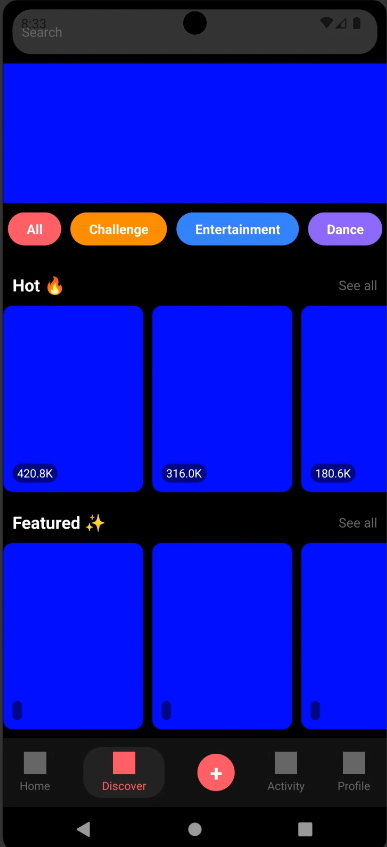 8:33
Search
All Challenge Entertainment Dance
Hot 🔥 See all
420.8K 316.0K 180.6K
Featured ✨ See all
+
Home Discover Activity Profile